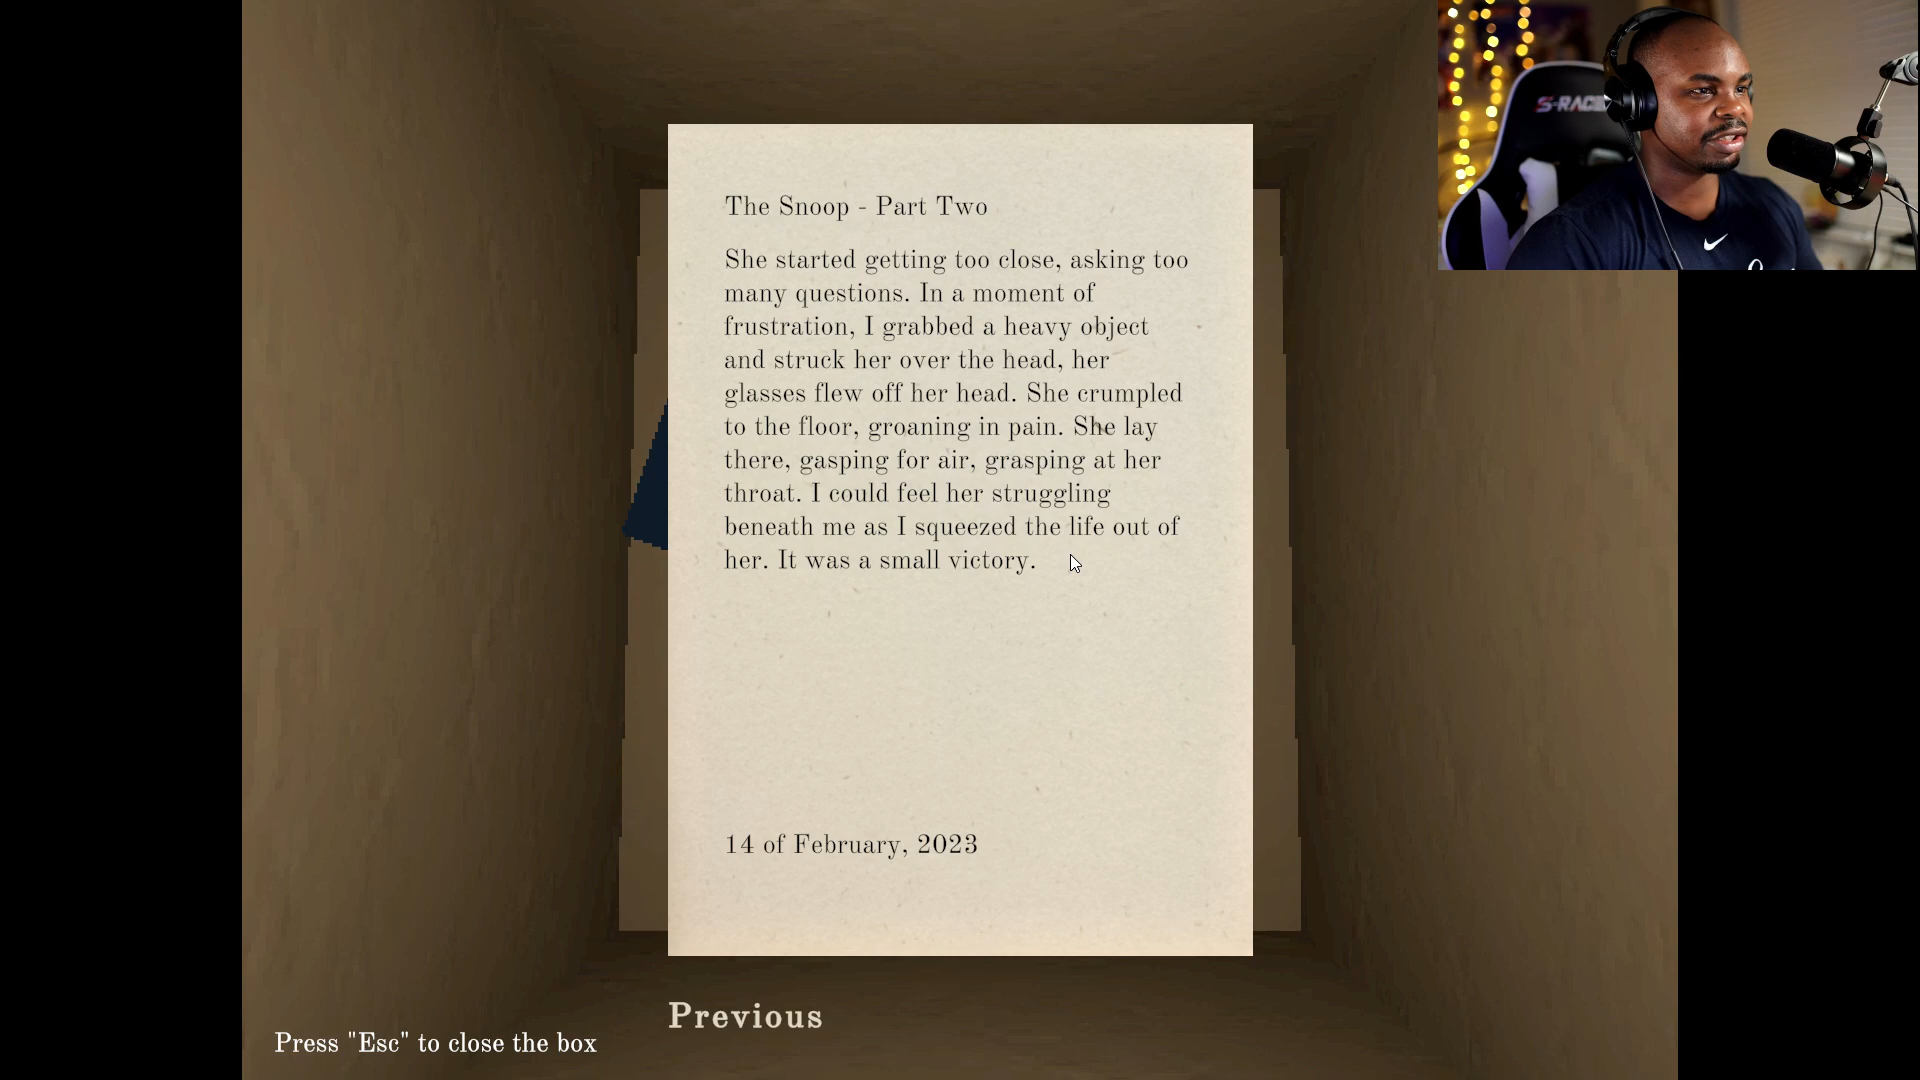 The Snoop - Part Two
She started getting too close, asking too
many questions. In a moment of
frustration, I grabbed a heavy object
and struck her over the head, her
glasses flew off her head. She crumpled
to the floor, groaning in pain. She lay
there, gasping for air, grasping at her
throat. I could feel her struggling
beneath me as I squeezed the life out of
her. It was a small victory.
14 of February, 2023
Previous
Press "Esc" to close the box